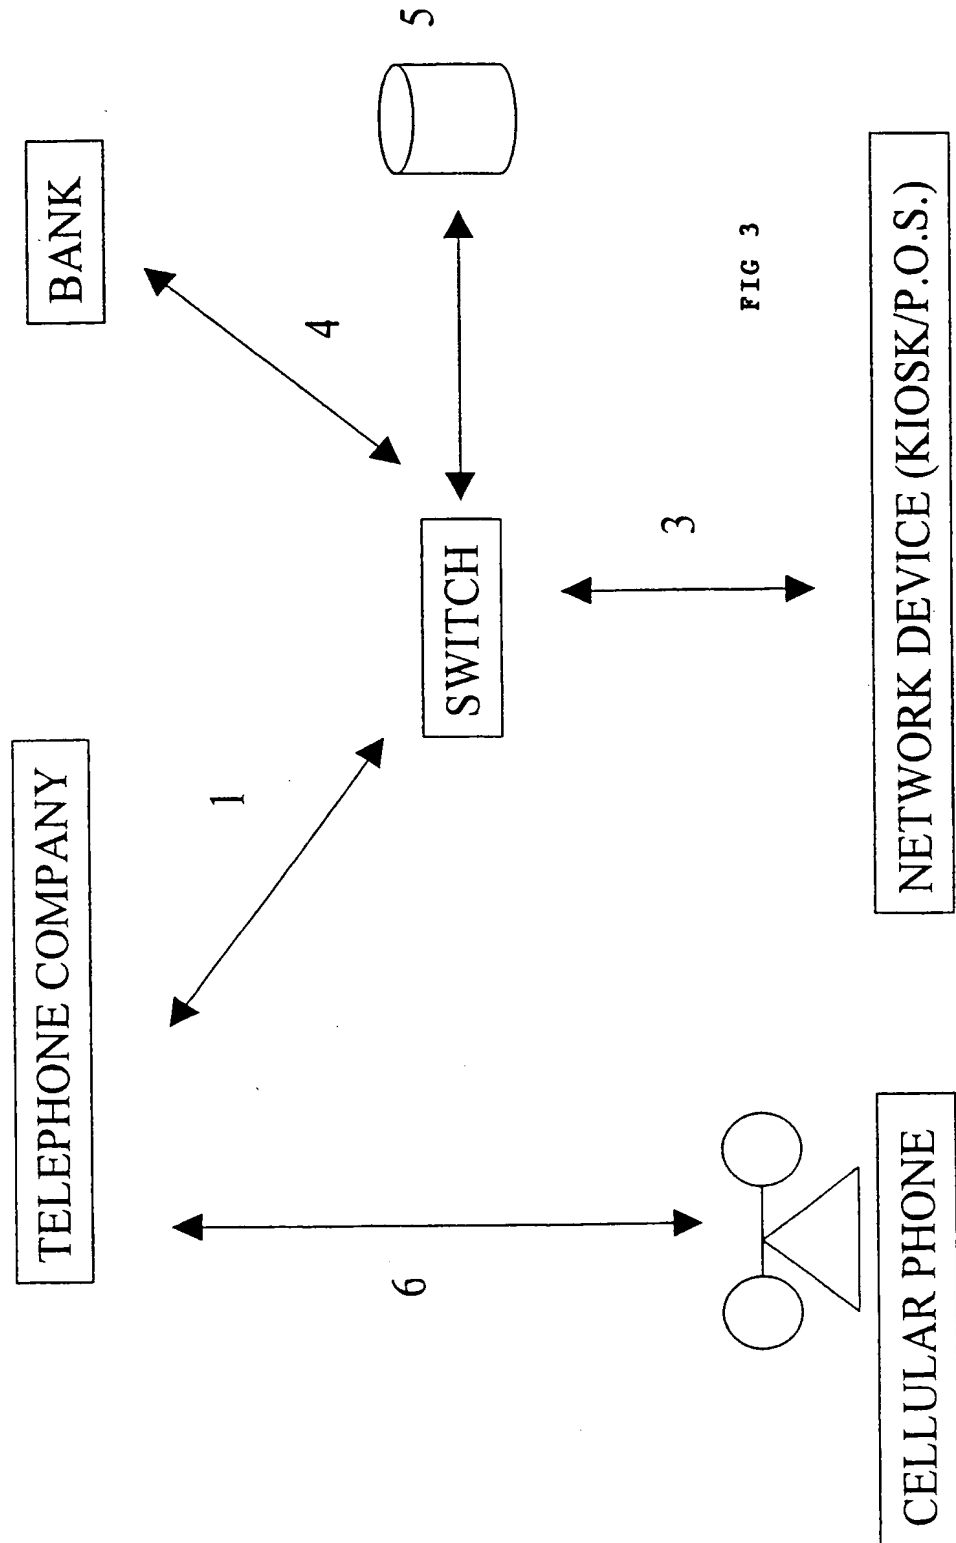 TELEPHONE COMPANY
BANK
1
4
5
6
SWITCH
3
FIG 3
CELLULAR PHONE
NETWORK DEVICE (KIOSK/P.O.S.)